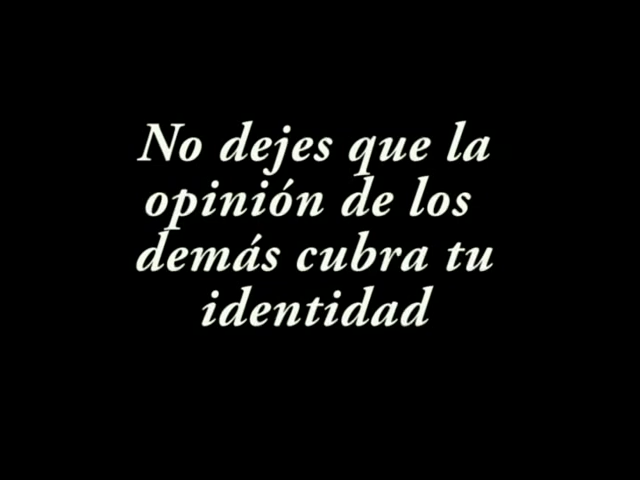 No dejes que la
opinión de los
demás cubra tu
identidad